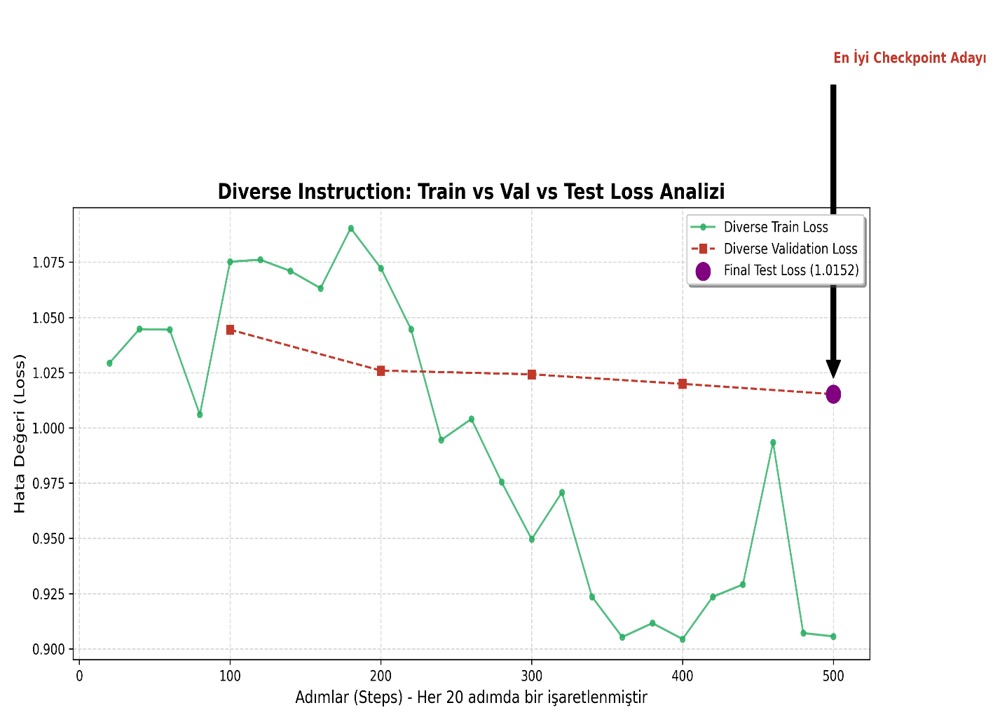 En İyi Checkpoint Adayı
Diverse Instruction: Train vs Val vs Test Loss Analizi
Diverse Train Loss
Diverse Validation Loss
Final Test Loss (1.0152)
1.075
1.050
1.025
1.000
0.975
0.950
0.925
0.900
Hata Değeri (Loss)
0 100 200 300 400 500
Adımlar (Steps) - Her 20 adımda bir işaretlenmiştir